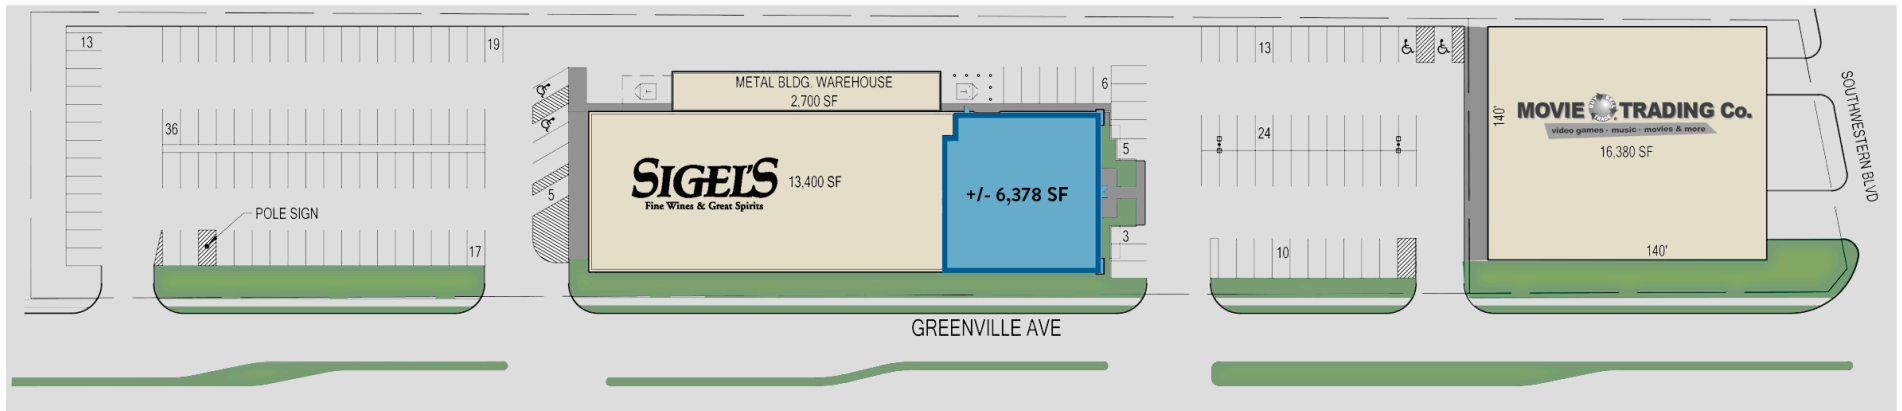 13
19
36
POLE SIGN
17
5
METAL BLDG. WAREHOUSE
2,700 SF
T
T
SIGEL'S
Fine Wines & Great Spirits
13,400 SF
+/- 6,378 SF
6
5
3
13
24
10
140'
MOVIE TRADING Co.
video games · music · movies & more
16,380 SF
140'
SOUTHWESTERN BLVD
GREENVILLE AVE